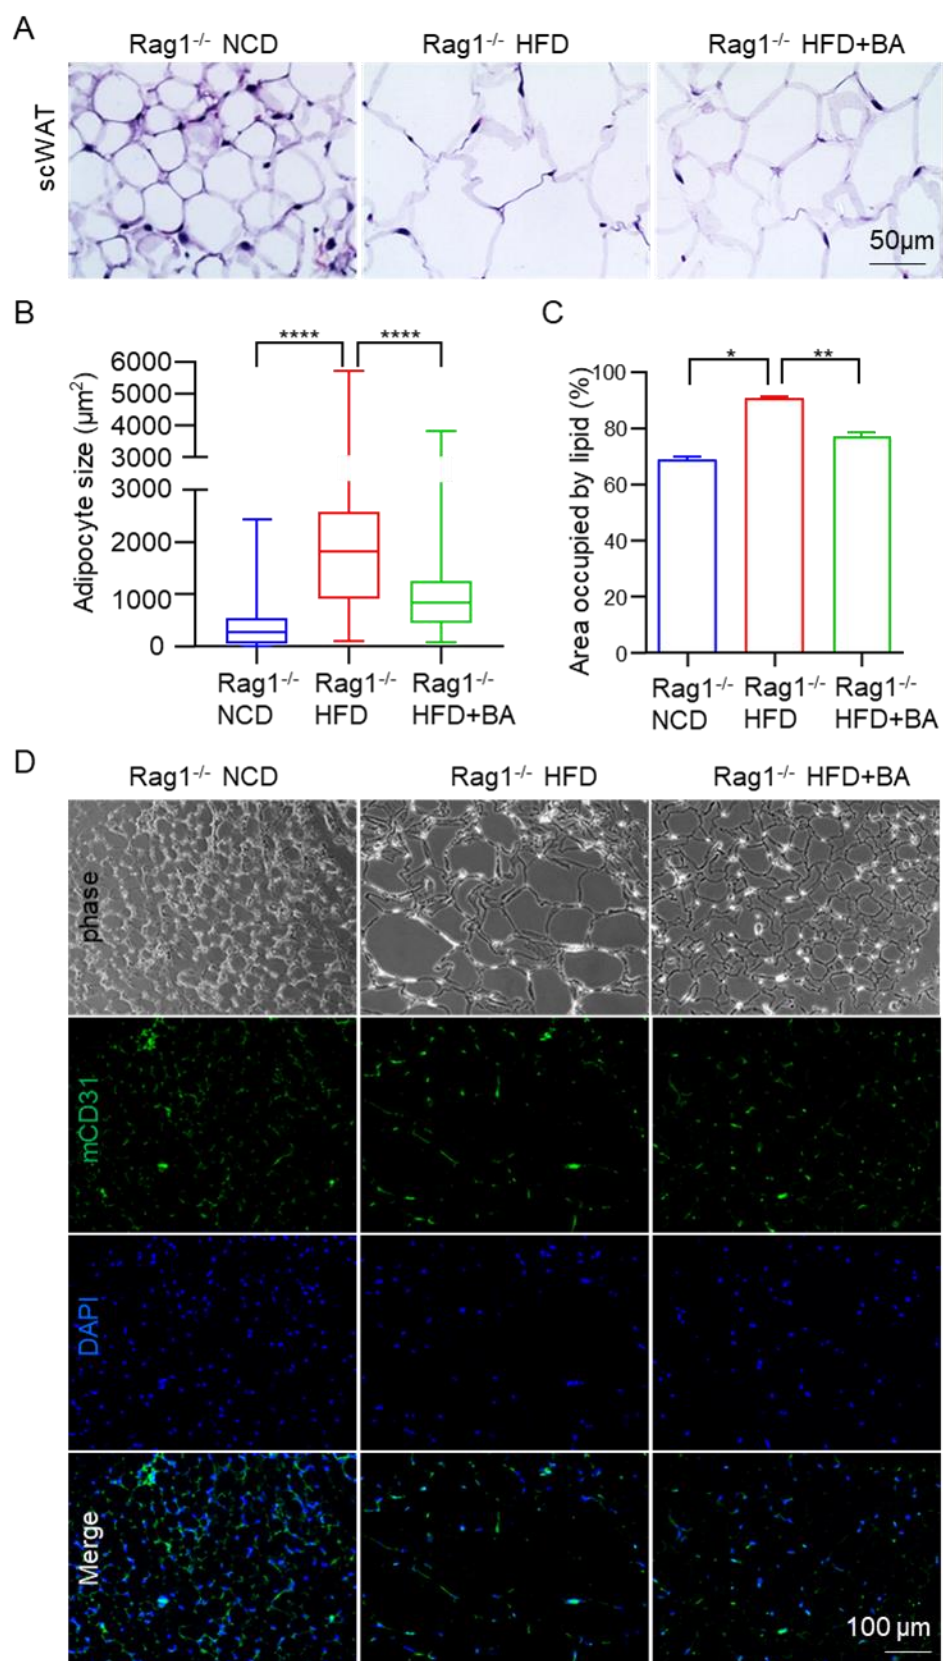 A
Rag1-/- NCD
Rag1-/- HFD
Rag1-/- HFD+BA
scWAT
50μm
B
Adipocyte size (μm²)
6000
5000
4000
3000
3000
2000
1000
0
****
****
Rag1-/-
NCD
Rag1-/-
HFD
Rag1-/-
HFD+BA
C
Area occupied by lipid (%)
100
80
60
40
20
0
*
**
Rag1-/-
NCD
Rag1-/-
HFD
Rag1-/-
HFD+BA
D
Rag1-/- NCD
Rag1-/- HFD
Rag1-/- HFD+BA
phase
mCD31
DAPI
Merge
100 μm